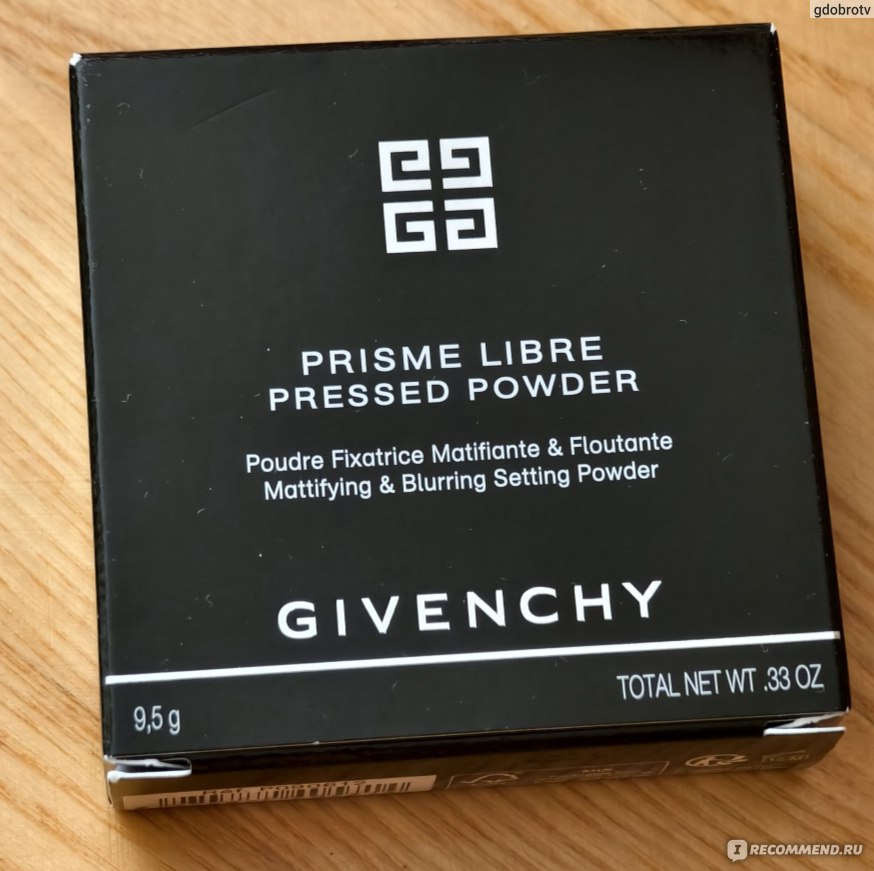 gdobrotv
PRISME LIBRE
PRESSED POWDER
Poudre Fixatrice Matifiante & Floutante
Mattifying & Blurring Setting Powder
GIVENCHY
TOTAL NET WT .33 OZ
9,5 g
IRECOMMEND.RU